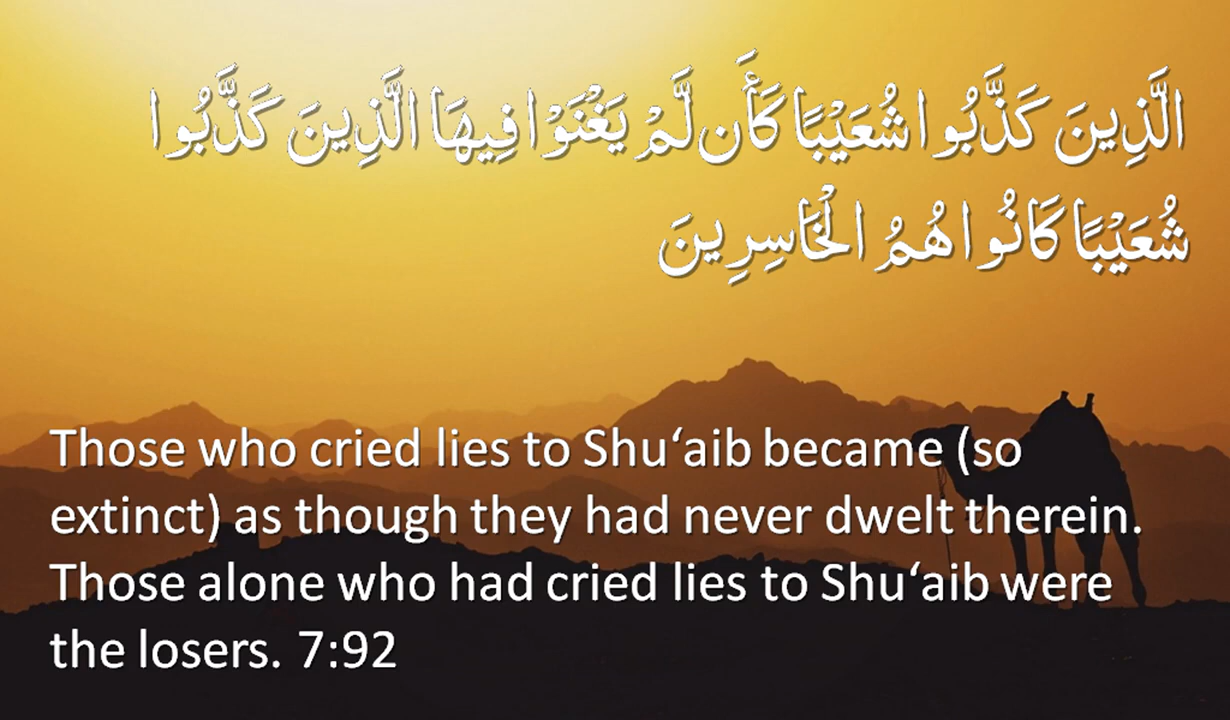 الَّذِينَ كَذَّبُوا شُعَيْبًا كَأَن لَّمْ يَغْنَوْا فِيهَا الَّذِينَ كَذَّبُوا
شُعَيْبًا كَانُوا هُمُ الْخَاسِرِينَ
Those who cried lies to Shu‘aib became (so
extinct) as though they had never dwelt therein.
Those alone who had cried lies to Shu‘aib were
the losers. 7:92